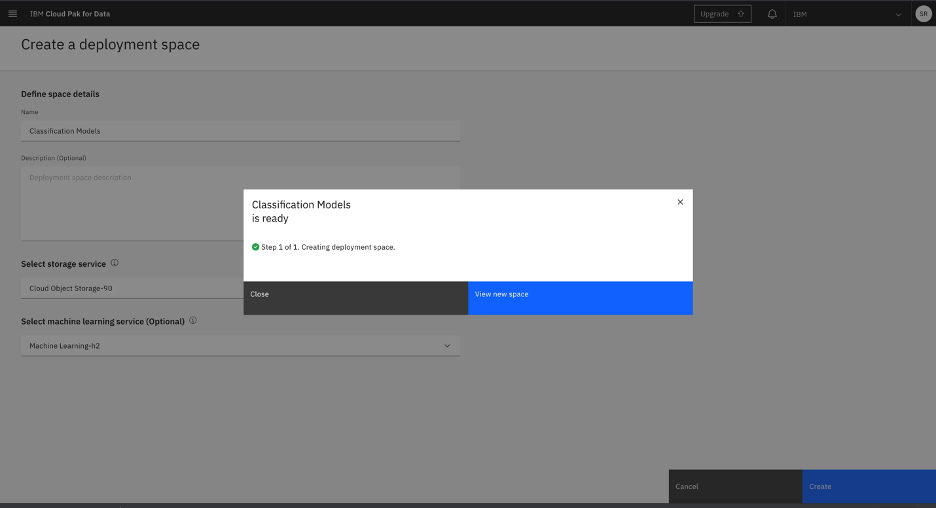 IBM Cloud Pak for Data
Upgrade
IBM
SR
Create a deployment space
Define space details
Name
Classification Models
Description (Optional)
Deployment space description
Classification Models
is ready
Step 1 of 1. Creating deployment space.
Close
View new space
Select storage service
Cloud Object Storage-90
Select machine learning service (Optional)
Machine Learning-h2
Cancel
Create